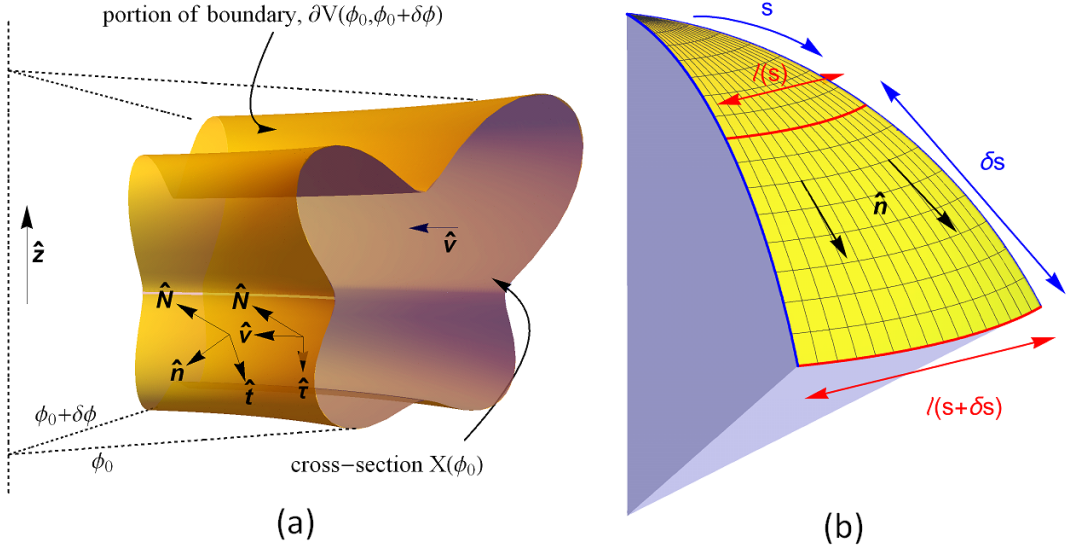 portion of boundary, ∂V(ϕ₀,ϕ₀+δϕ)
ẑ
v̂
N̂
N̂
v̂
n̂
t̂
τ̂
ϕ₀+δϕ
ϕ₀
cross−section X(ϕ₀)
(a)
s
l(s)
δs
n̂
l(s+δs)
(b)